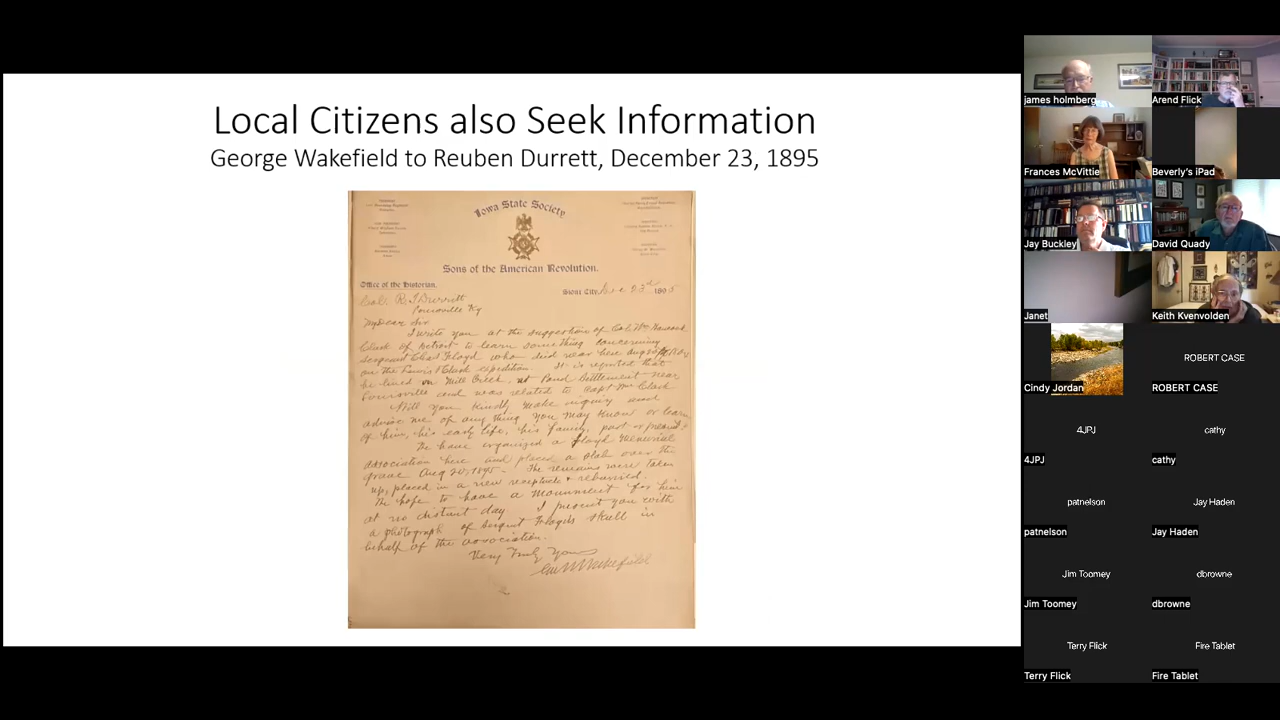 Local Citizens also Seek Information
George Wakefield to Reuben Durrett, December 23, 1895
Iowa State Society
Sons of the American Revolution.
Office of the Historian.
Sioux City, Dec. 23rd 1895
Col. R. T. Durrett
Louisville Ky
My Dear Sir
I write you at the suggestion of Col. Wm Hancock
Clark of Detroit to learn something concerning
Sergeant Chas Floyd who died near here Aug
on the Lewis & Clark expedition. It is reported that
he lived on Mill Creek, at Pond Settlement near
Louisville and was related to Capt Wm Clark
Will you kindly make inquiry and
advise me of any thing you may know or learn
of him, his early life, his family, past or present
We have organized a Floyd Memorial
association here and placed a slab over the
grave Aug 20, 1895 - The remains were taken
up, placed in a new receptacle & reburied.
We hope to have a Monument for him
at no distant day I present you with
a photograph of Sergeant Floyds skull in
behalf of the association.
Very Truly Yours
Geo W Wakefield
james holmberg
Arend Flick
Frances McVittie
Beverly's iPad
Jay Buckley
David Quady
Janet
Keith Kvenvolden
Cindy Jordan
ROBERT CASE
ROBERT CASE
4JPJ
cathy
4JPJ
cathy
patnelson
Jay Haden
patnelson
Jay Haden
Jim Toomey
dbrowne
Jim Toomey
dbrowne
Terry Flick
Fire Tablet
Terry Flick
Fire Tablet